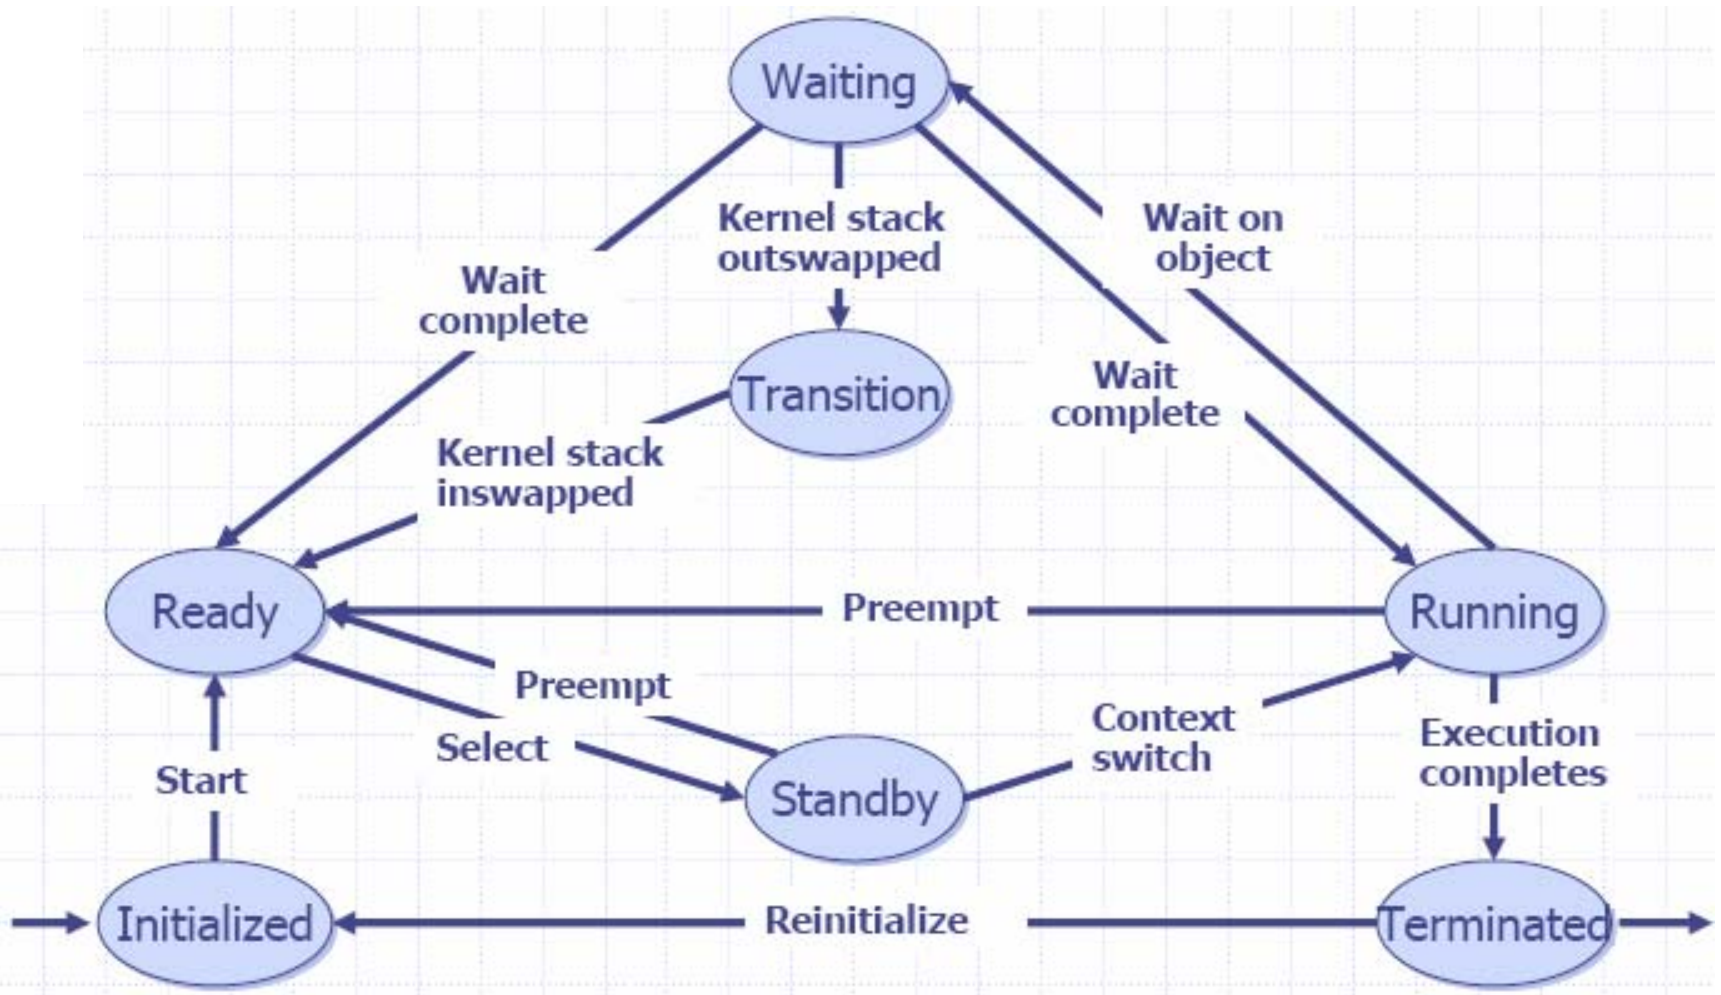 Waiting
Kernel stack
outswapped
Wait on
object
Wait
complete
Wait
complete
Transition
Kernel stack
inswapped
Ready
Preempt
Running
Preempt
Select
Context
switch
Execution
completes
Start
Standby
Initialized
Reinitialize
Terminated